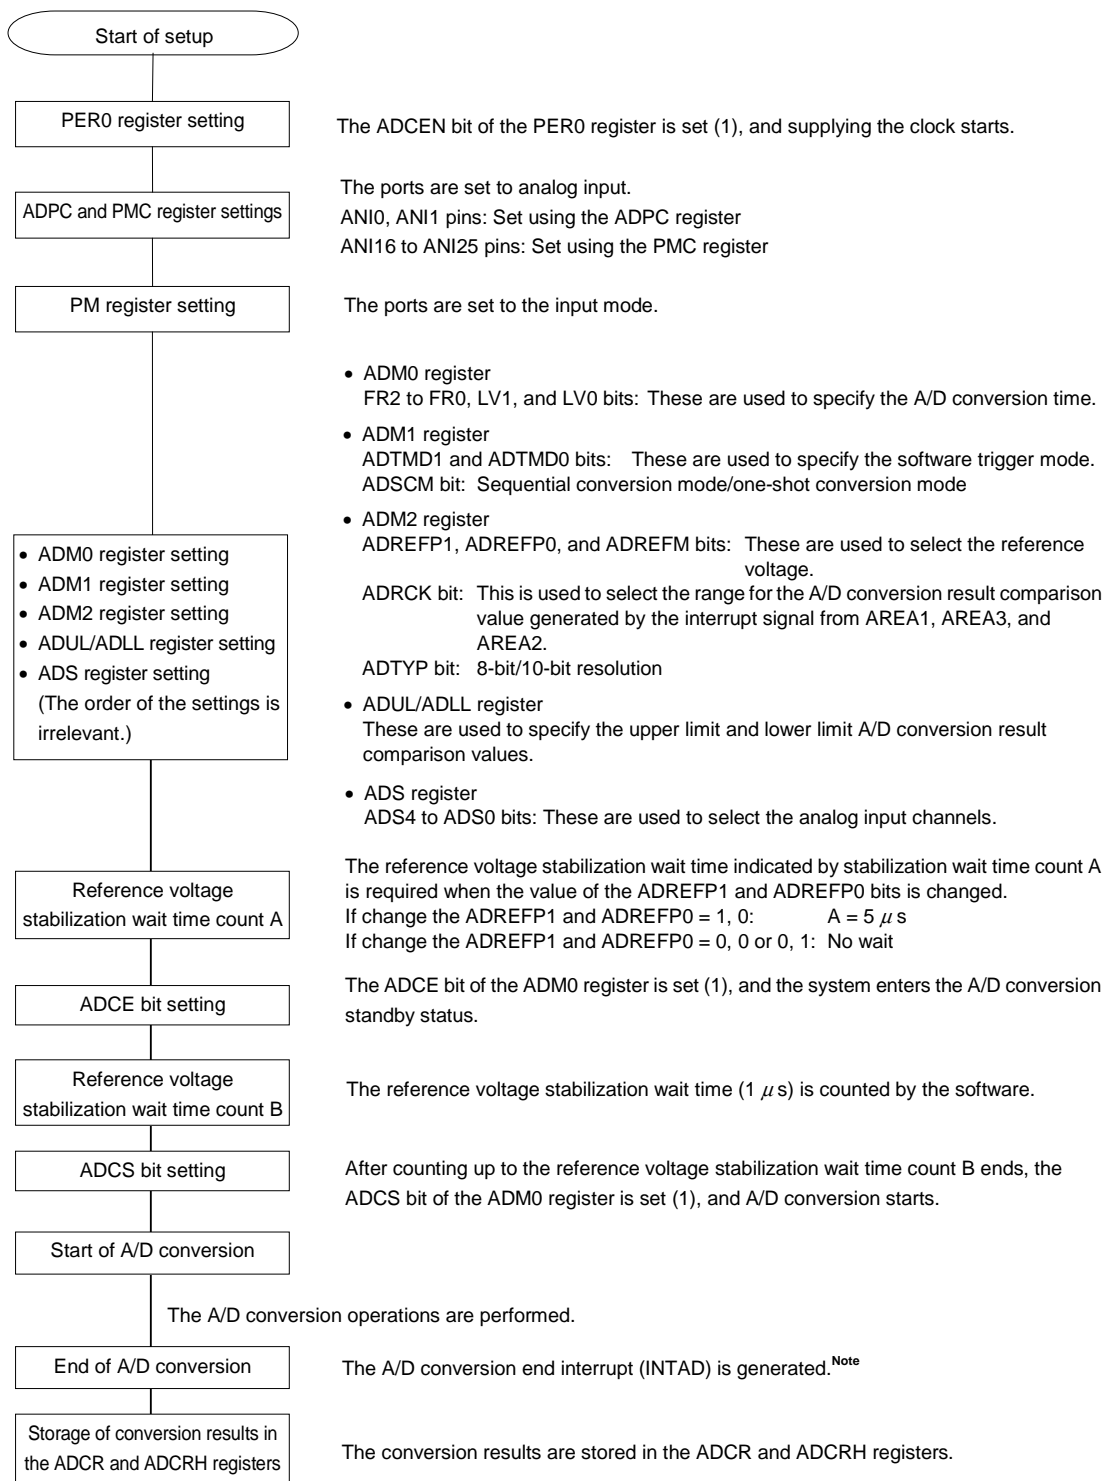 Start of setup
PER0 register setting
The ADCEN bit of the PER0 register is set (1), and supplying the clock starts.
ADPC and PMC register settings
The ports are set to analog input.
ANI0, ANI1 pins: Set using the ADPC register
ANI16 to ANI25 pins: Set using the PMC register
PM register setting
The ports are set to the input mode.
• ADM0 register setting
• ADM1 register setting
• ADM2 register setting
• ADUL/ADLL register setting
• ADS register setting
(The order of the settings is
irrelevant.)
• ADM0 register
FR2 to FR0, LV1, and LV0 bits: These are used to specify the A/D conversion time.
• ADM1 register
ADTMD1 and ADTMD0 bits: These are used to specify the software trigger mode.
ADSCM bit: Sequential conversion mode/one-shot conversion mode
• ADM2 register
ADREFP1, ADREFP0, and ADREFM bits: These are used to select the reference
voltage.
ADRCK bit: This is used to select the range for the A/D conversion result comparison
value generated by the interrupt signal from AREA1, AREA3, and
AREA2.
ADTYP bit: 8-bit/10-bit resolution
• ADUL/ADLL register
These are used to specify the upper limit and lower limit A/D conversion result
comparison values.
• ADS register
ADS4 to ADS0 bits: These are used to select the analog input channels.
Reference voltage
stabilization wait time count A
The reference voltage stabilization wait time indicated by stabilization wait time count A
is required when the value of the ADREFP1 and ADREFP0 bits is changed.
If change the ADREFP1 and ADREFP0 = 1, 0: A = 5 μ s
If change the ADREFP1 and ADREFP0 = 0, 0 or 0, 1: No wait
ADCE bit setting
The ADCE bit of the ADM0 register is set (1), and the system enters the A/D conversion
standby status.
Reference voltage
stabilization wait time count B
The reference voltage stabilization wait time (1 μ s) is counted by the software.
ADCS bit setting
After counting up to the reference voltage stabilization wait time count B ends, the
ADCS bit of the ADM0 register is set (1), and A/D conversion starts.
Start of A/D conversion
The A/D conversion operations are performed.
End of A/D conversion
The A/D conversion end interrupt (INTAD) is generated.Note
Storage of conversion results in
the ADCR and ADCRH registers
The conversion results are stored in the ADCR and ADCRH registers.